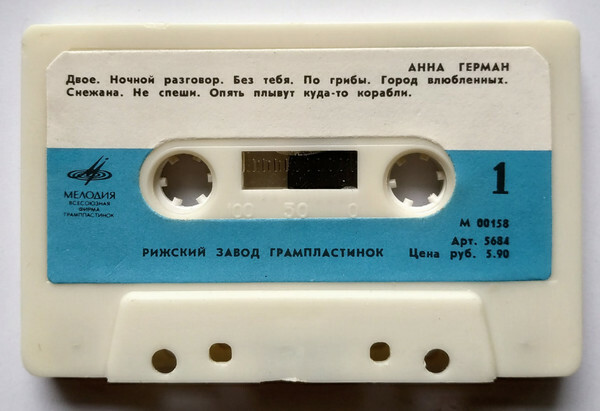 АННА ГЕРМАН
Двое. Ночной разговор. Без тебя. По грибы. Город влюбленных.
Снежана. Не спеши. Опять плывут куда-то корабли.
МЕЛОДИЯ
ВСЕСОЮЗНАЯ
ФИРМА
ГРАМПЛАСТИНОК
100 50 0
1
М 00158
РИЖСКИЙ ЗАВОД ГРАМПЛАСТИНОК
Арт. 5684
Цена руб. 5.90